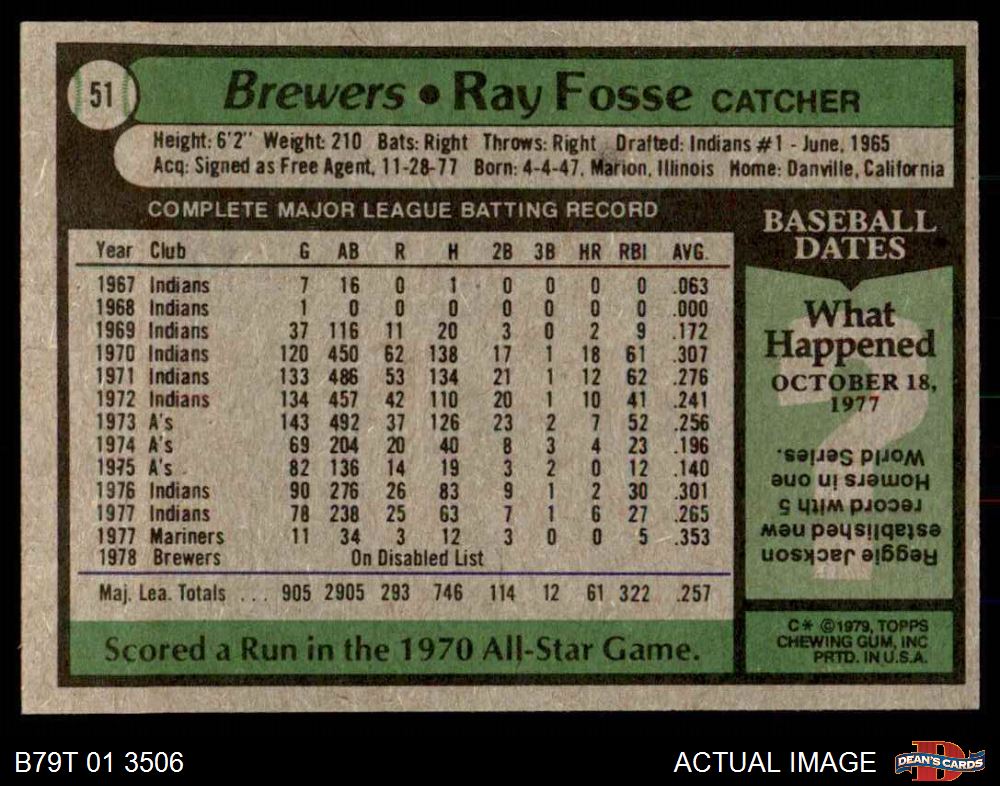 51
Brewers • Ray Fosse CATCHER
Height: 6'2" Weight: 210 Bats: Right Throws: Right Drafted: Indians #1 - June, 1965
Acq: Signed as Free Agent, 11-28-77 Born: 4-4-47, Marion, Illinois Home: Danville, California
COMPLETE MAJOR LEAGUE BATTING RECORD
Year Club G AB R H 2B 3B HR RBI AVG.
1967 Indians 7 16 0 1 0 0 0 0 .063
1968 Indians 1 0 0 0 0 0 0 0 .000
1969 Indians 37 116 11 20 3 0 2 9 .172
1970 Indians 120 450 62 138 17 1 18 61 .307
1971 Indians 133 486 53 134 21 1 12 62 .276
1972 Indians 134 457 42 110 20 1 10 41 .241
1973 A's 143 492 37 126 23 2 7 52 .256
1974 A's 69 204 20 40 8 3 4 23 .196
1975 A's 82 136 14 19 3 2 0 12 .140
1976 Indians 90 276 26 83 9 1 2 30 .301
1977 Indians 78 238 25 63 7 1 6 27 .265
1977 Mariners 11 34 3 12 3 0 0 5 .353
1978 Brewers On Disabled List
Maj. Lea. Totals ... 905 2905 293 746 114 12 61 322 .257
Scored a Run in the 1970 All-Star Game.
BASEBALL
DATES
What
Happened
OCTOBER 18,
1977
Reggie Jackson
established new
record with 5
Homers in one
World Series.
C* ©1979, TOPPS
CHEWING GUM, INC
PRTD. IN U.S.A.
B79T 01 3506
ACTUAL IMAGE
D
DEAN'S CARDS